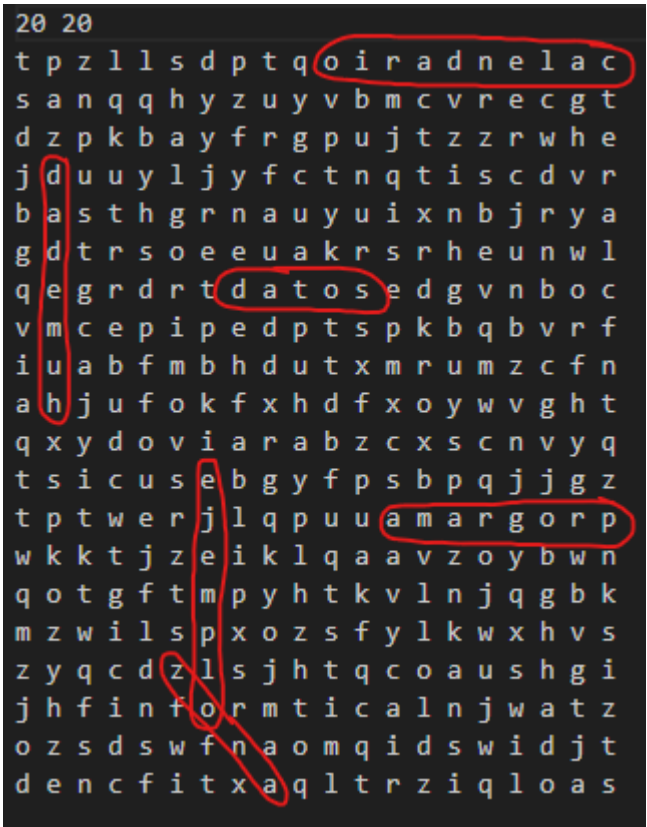 20 20
t p z l l s d p t q o i r a d n e l a c
s a n q q h y z u y v b m c v r e c g t
d z p k b a y f r g p u j t z z r w h e
j d u u y l j y f c t n q t i s c d v r
b a s t h g r n a u y u i x n b j r y a
g d t r s o e e u a k r s r h e u n w l
q e g r d r t d a t o s e d g v n b o c
v m c e p i p e d p t s p k b q b v r f
i u a b f m b h d u t x m r u m z c f n
a h j u f o k f x h d f x o y w v g h t
q x y d o v i a r a b z c x s c n v y q
t s i c u s e b g y f p s b p q j j g z
t p t w e r j l q p u u a m a r g o r p
w k k t j z e i k l q a a v z o y b w n
q o t g f t m p y h t k v l n j q g b k
m z w i l s p x o z s f y l k w x h v s
z y q c d z l s j h t q c o a u s h g i
j h f i n f o r m t i c a l n j w a t z
o z s d s w f n a o m q i d s w i d j t
d e n c f i t x a q l t r z i q l o a s